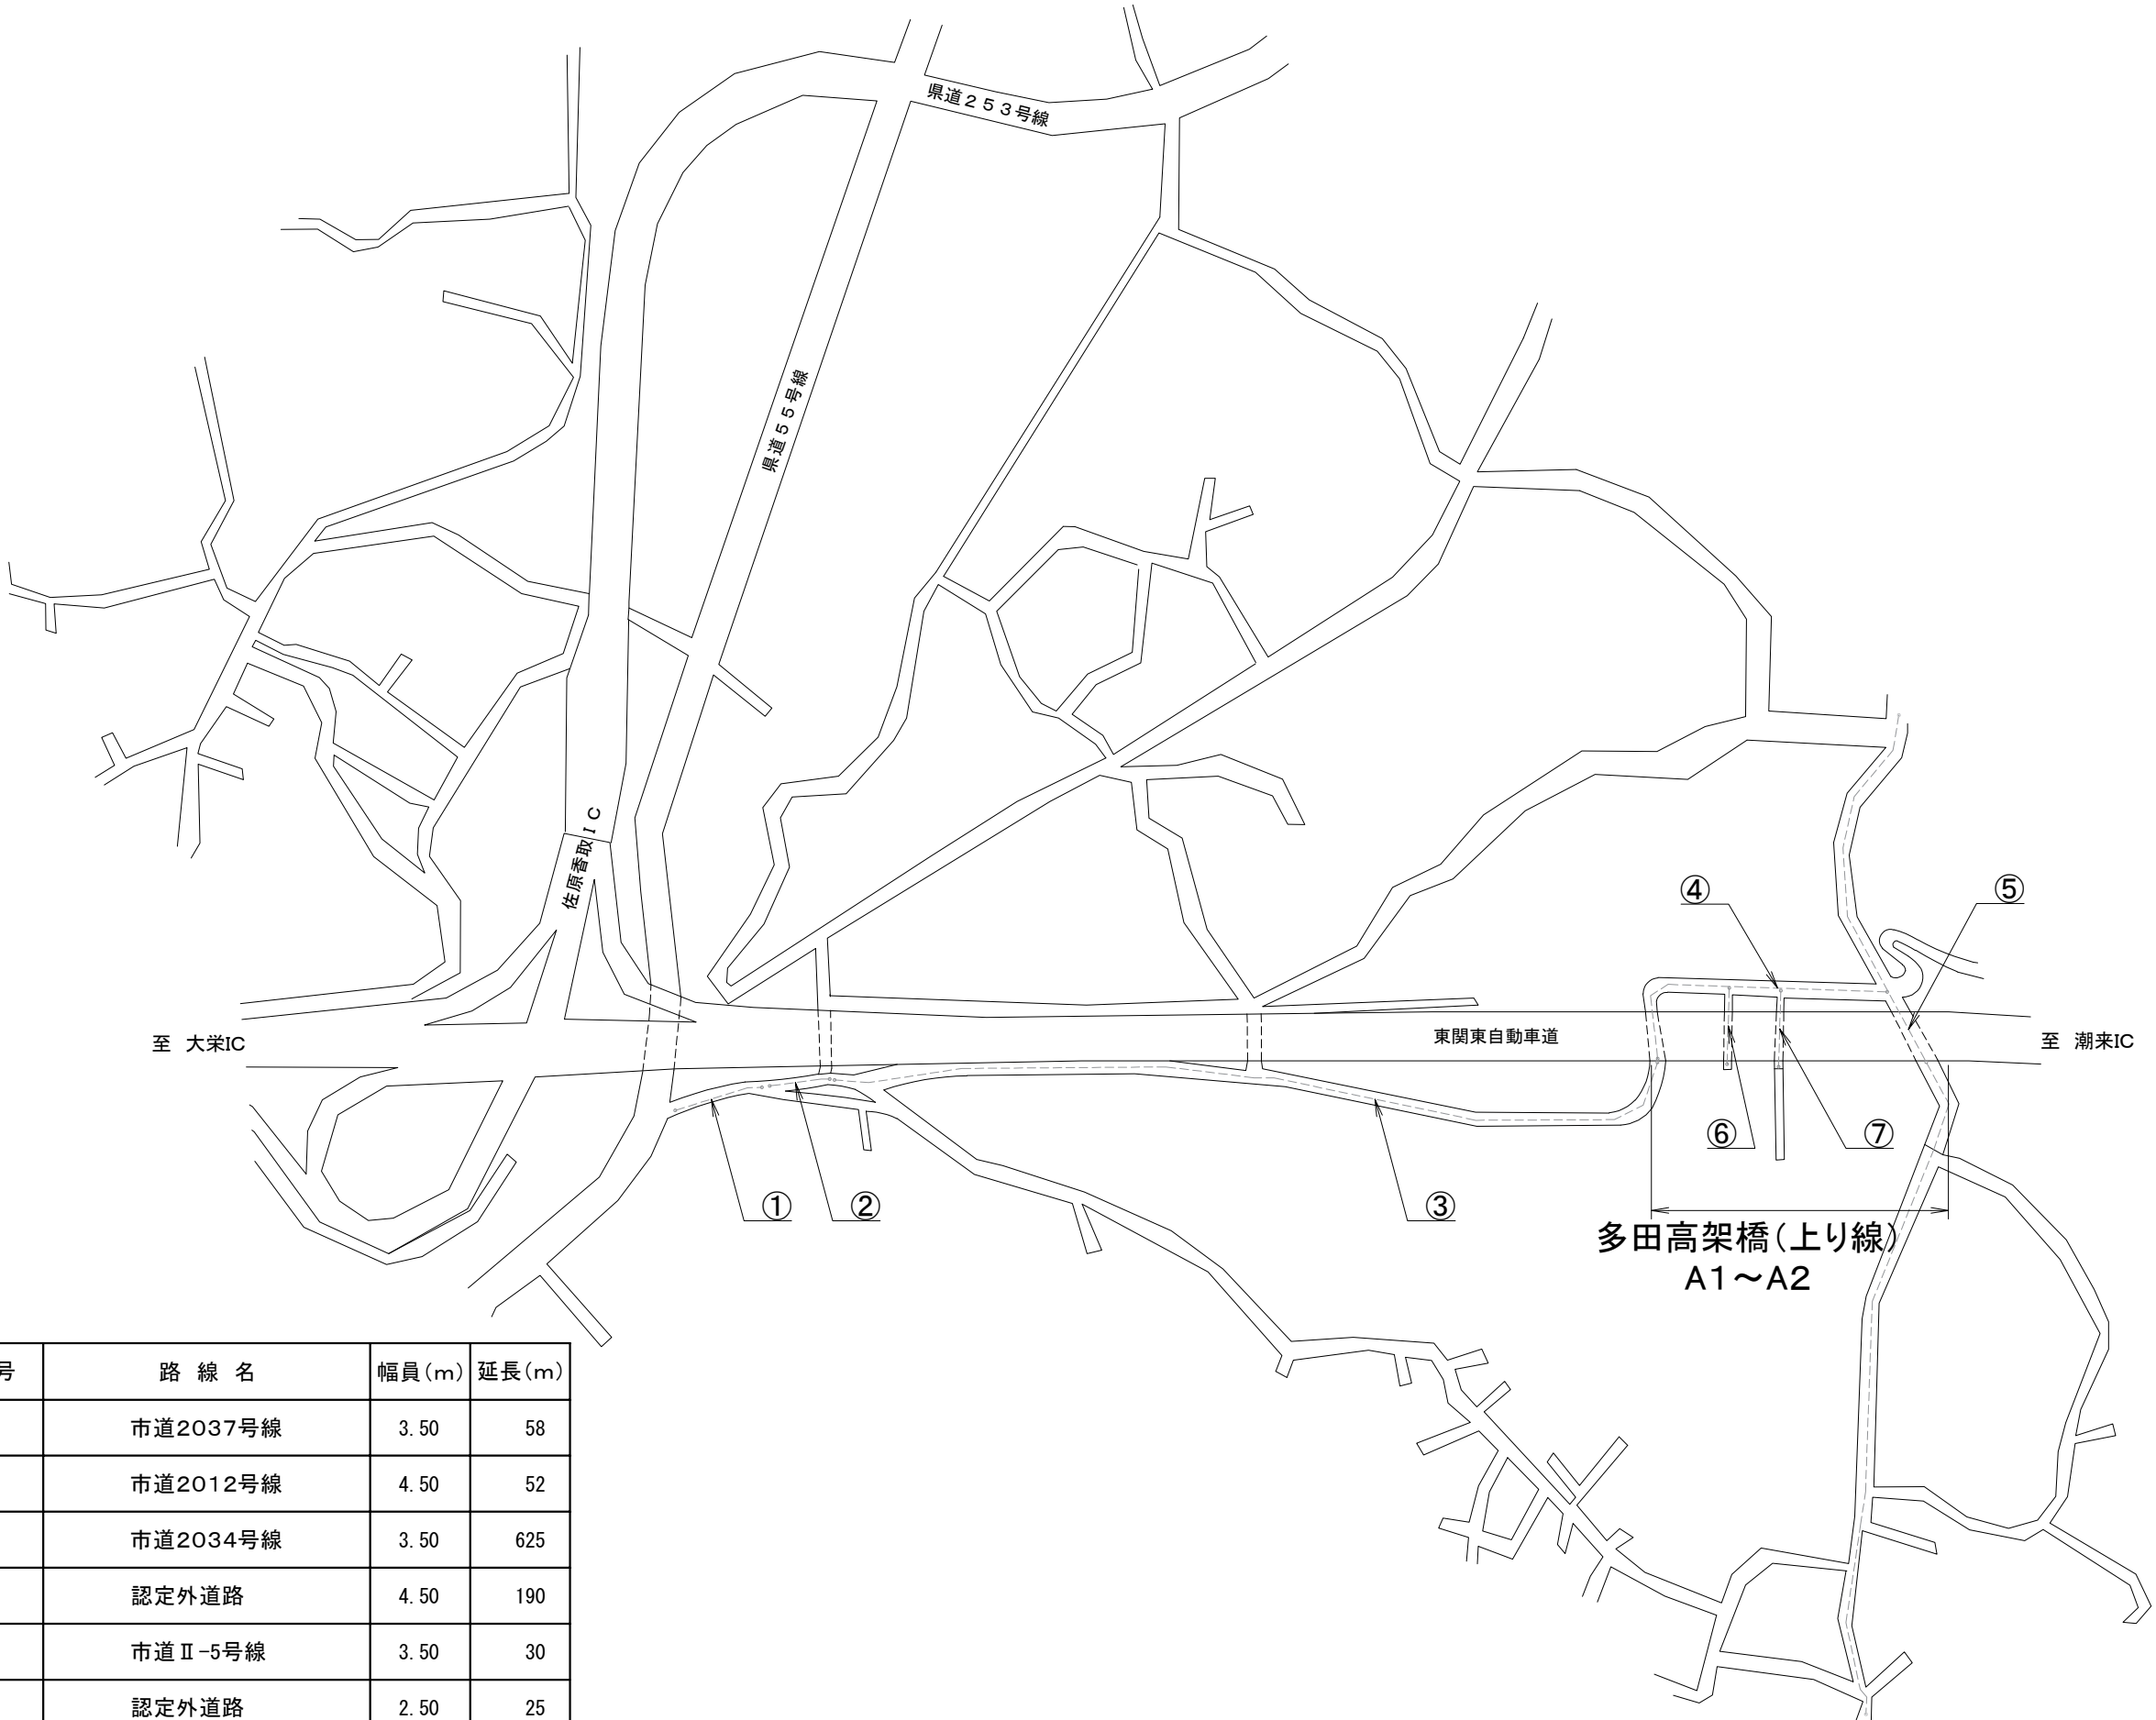 県道253号線
県道55号線
佐原香取IC
至 大栄IC
東関東自動車道
至 潮来IC
④
⑤
⑥
⑦
①
②
③
多田高架橋(上り線)
A1～A2
号 路線名 幅員(m) 延長(m)
市道2037号線 3.50 58
市道2012号線 4.50 52
市道2034号線 3.50 625
認定外道路 4.50 190
市道Ⅱ-5号線 3.50 30
認定外道路 2.50 25